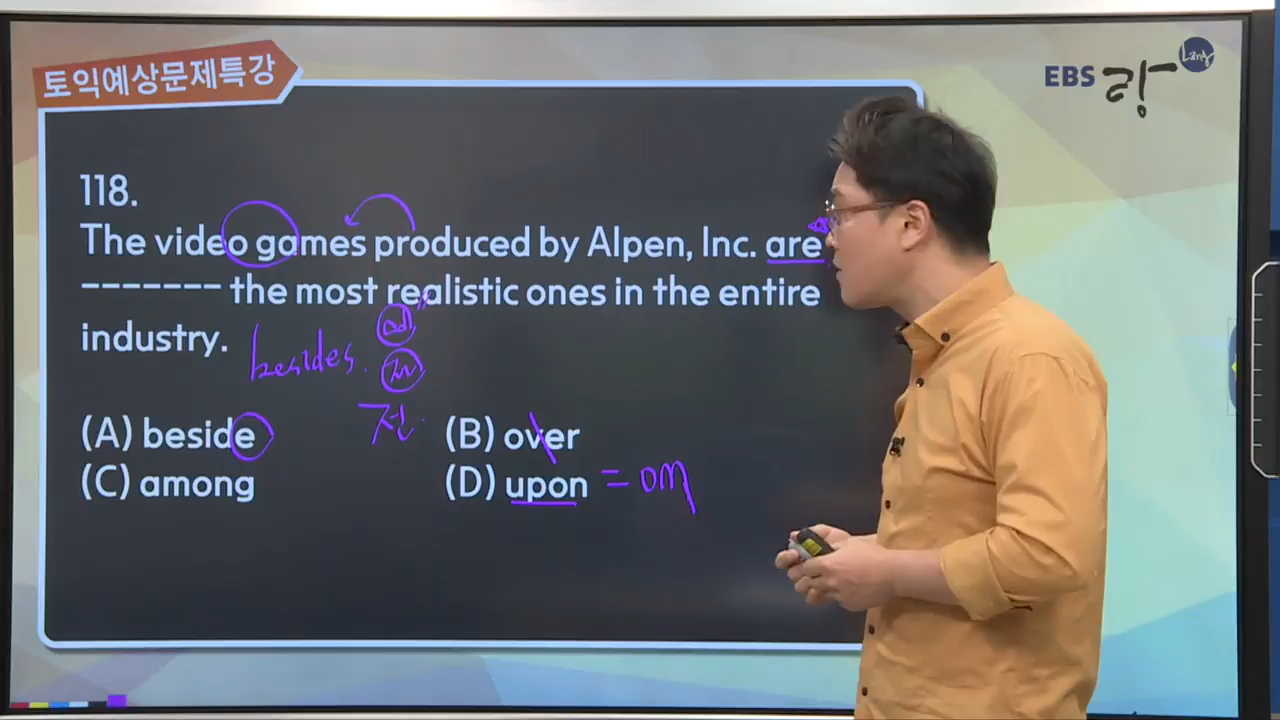 토익예상문제특강
EBS 랑 Lang
118.
The video games produced by Alpen, Inc. are
------- the most realistic ones in the entire
industry.
besides.
전
(A) beside
(B) over
(C) among
(D) upon = on